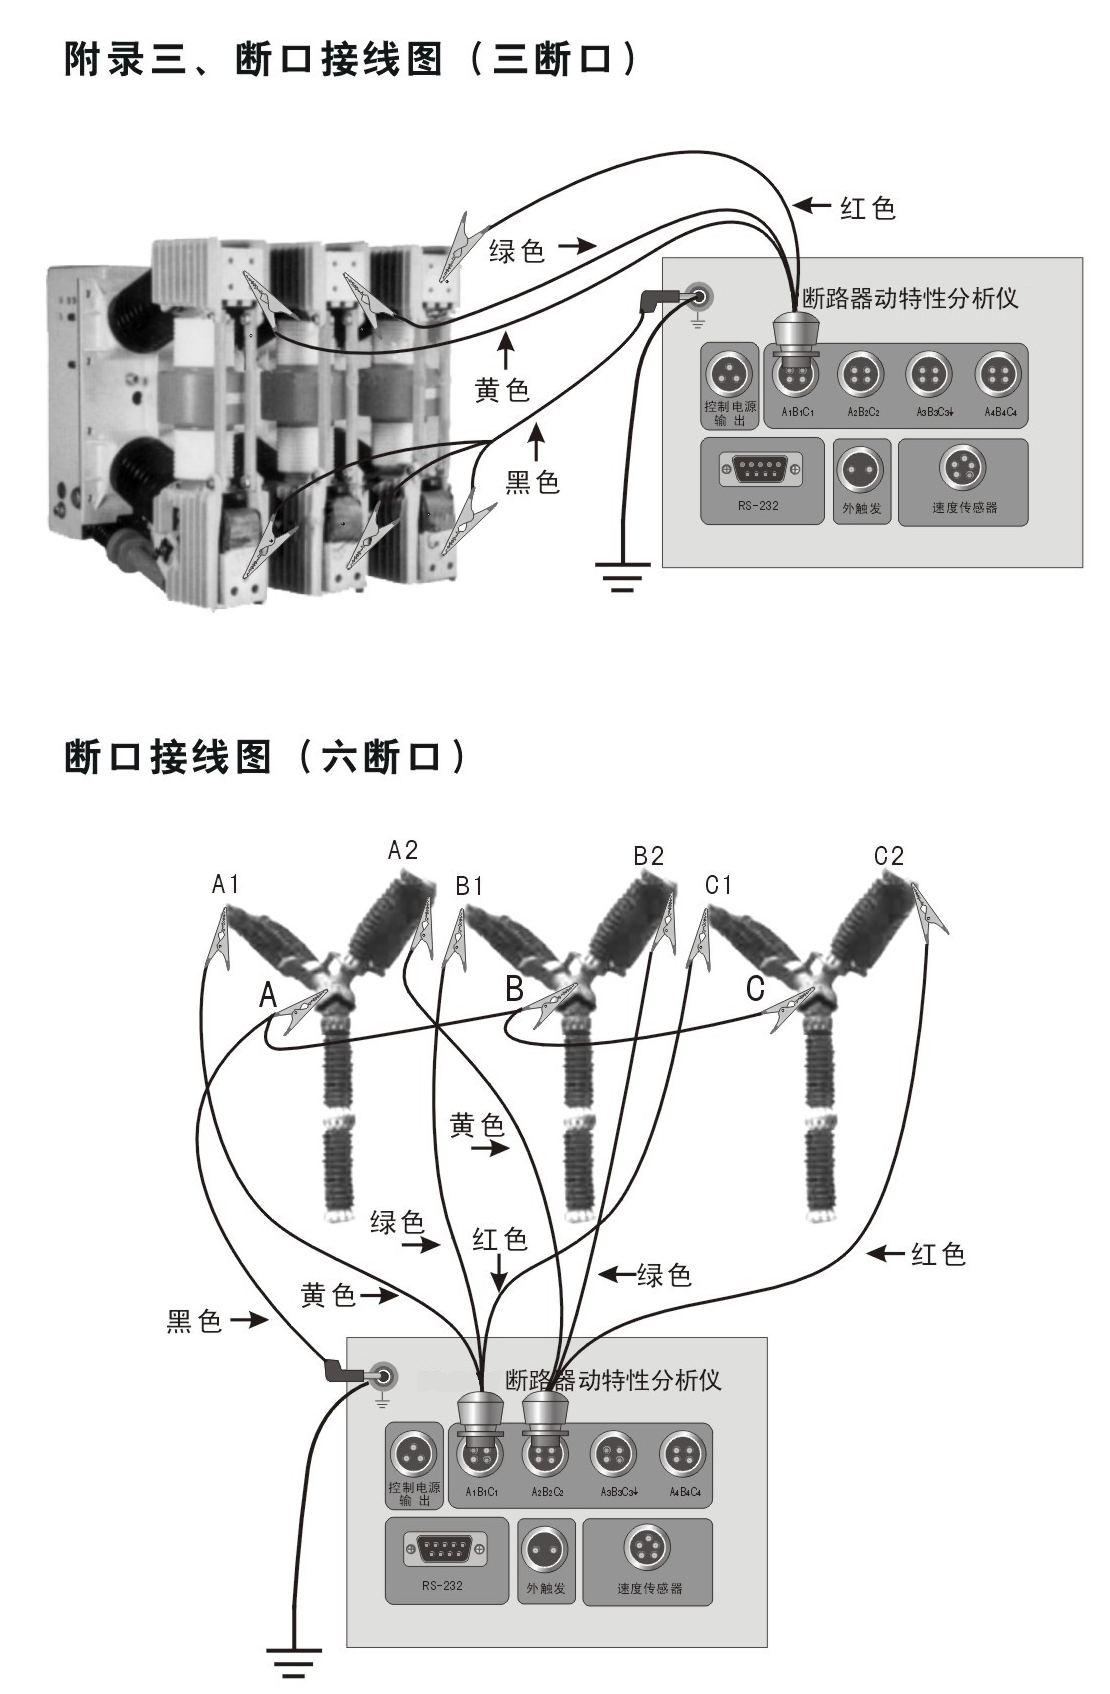 附录三、断口接线图（三断口）
红色
绿色
断路器动特性分析仪
黄色
控制电源
输出
A1B1C1
A2B2C2
A3B3C3
A4B4C4
黑色
RS-232
外触发
速度传感器
断口接线图（六断口）
A1
A2
B1
B2
C1
C2
A
B
C
黄色
绿色
红色
绿色
红色
黄色
黑色
断路器动特性分析仪
控制电源
输出
A1B1C1
A2B2C2
A3B3C3
A4B4C4
RS-232
外触发
速度传感器